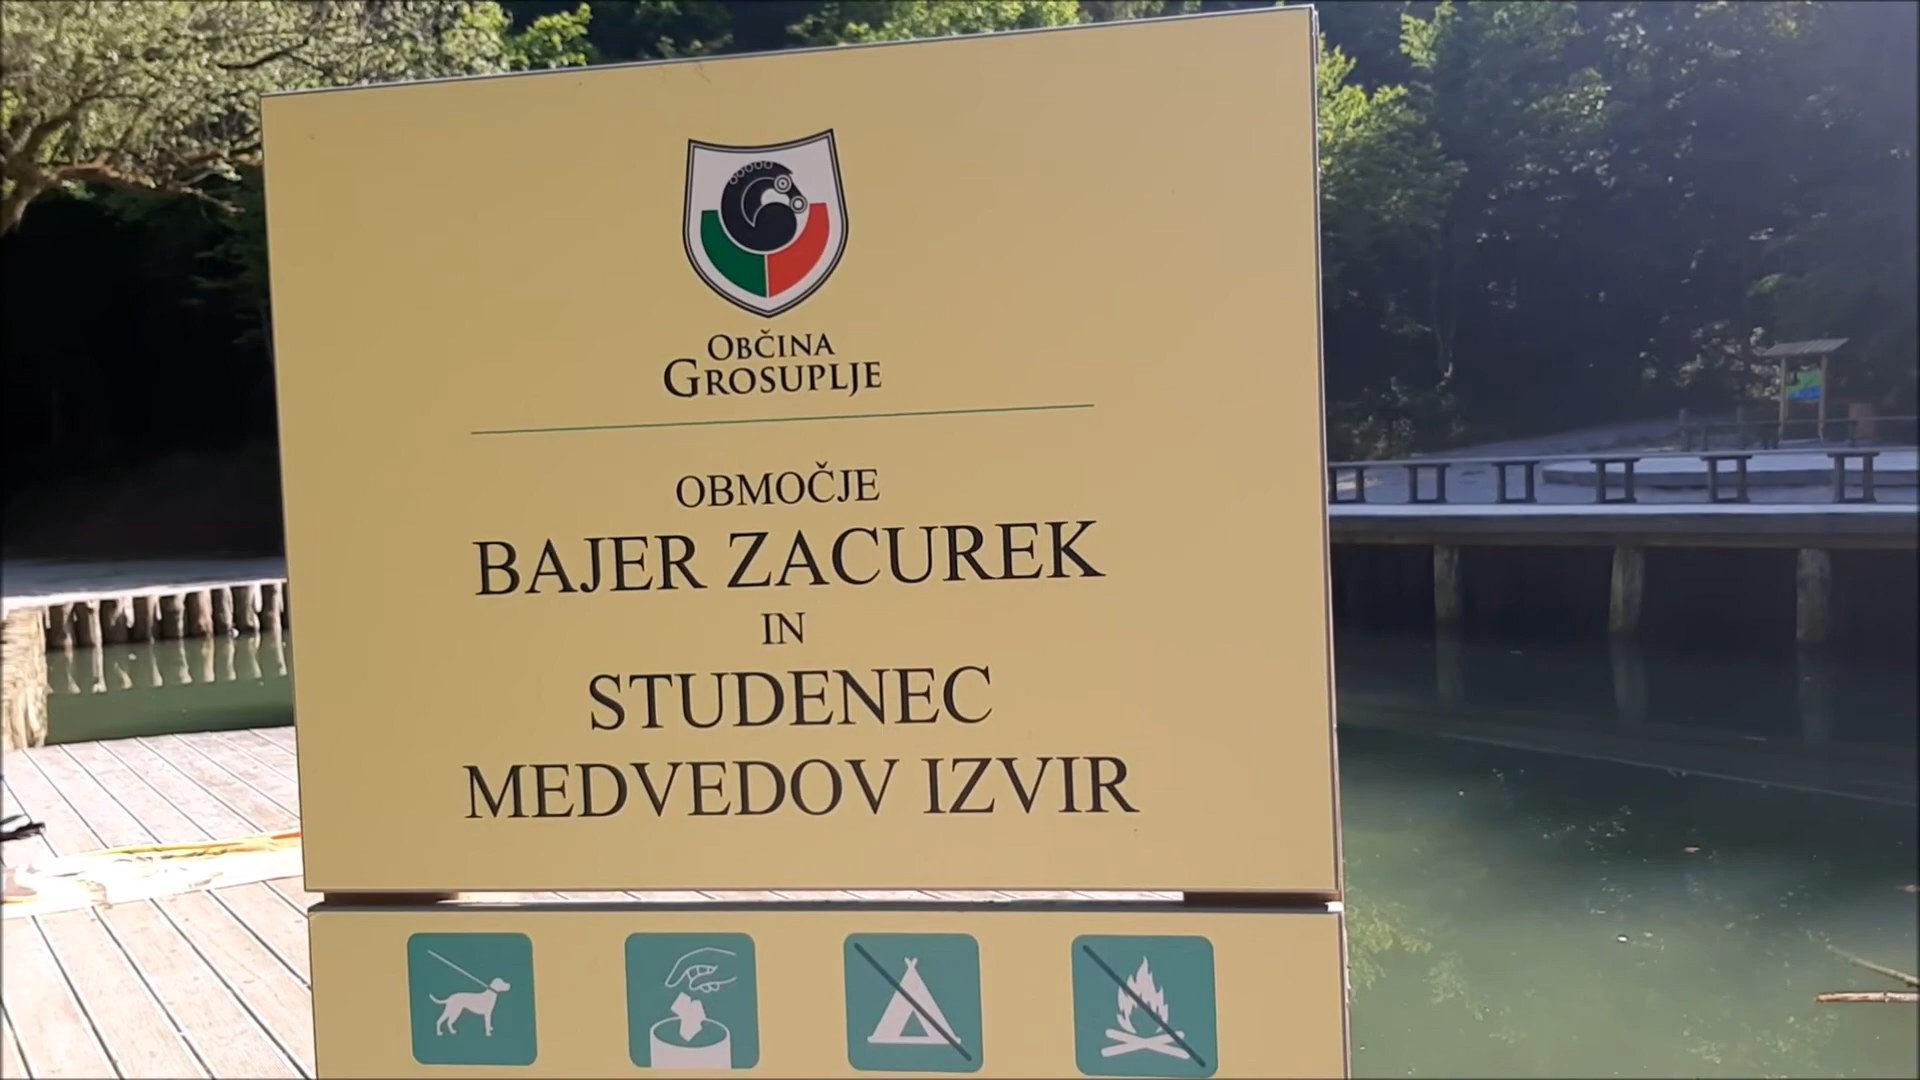 OBČINA
GROSUPLJE
OBMOČJE
BAJER ZACUREK
IN
STUDENEC
MEDVEDOV IZVIR